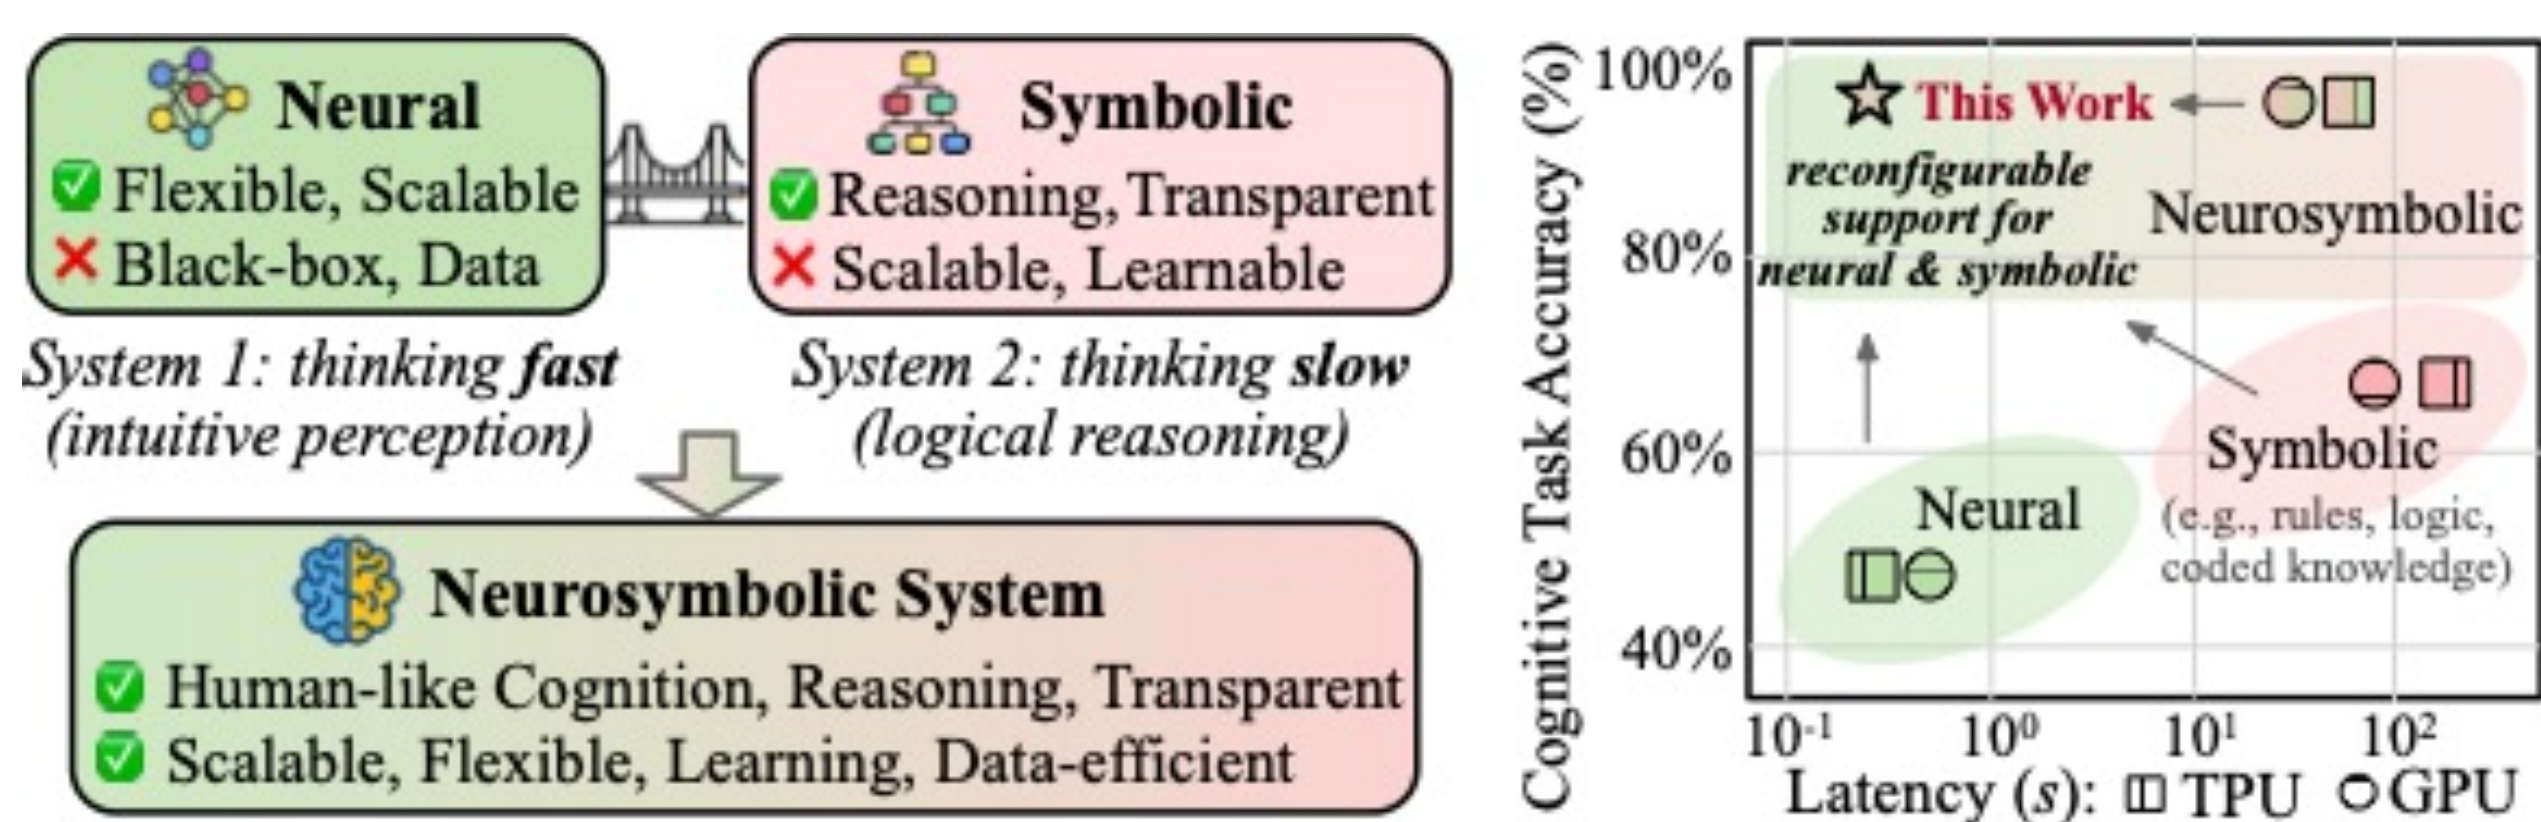 Neural
✅ Flexible, Scalable
❌ Black-box, Data
Symbolic
✅ Reasoning, Transparent
❌ Scalable, Learnable
System 1: thinking fast
(intuitive perception)
System 2: thinking slow
(logical reasoning)
Neurosymbolic System
✅ Human-like Cognition, Reasoning, Transparent
✅ Scalable, Flexible, Learning, Data-efficient
Cognitive Task Accuracy (%)
100%
80%
60%
40%
This Work
reconfigurable
support for
neural & symbolic
Neurosymbolic
Symbolic
(e.g., rules, logic,
coded knowledge)
Neural
10⁻¹ 10⁰ 10¹ 10²
Latency (s): TPU GPU